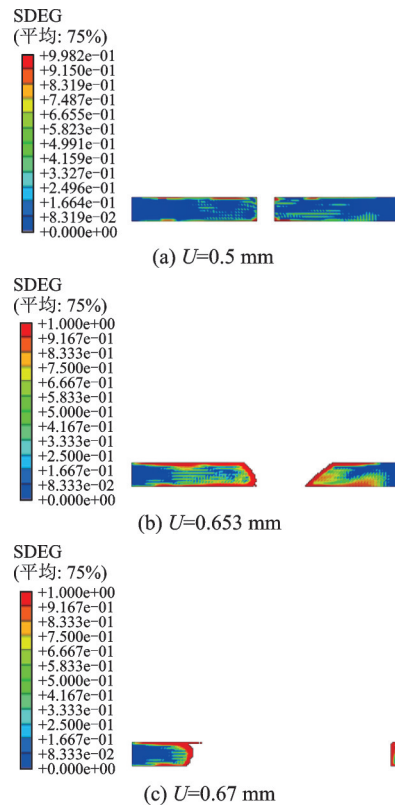 SDEG
(平均: 75%)
+9.982e−01
+9.150e−01
+8.319e−01
+7.487e−01
+6.655e−01
+5.823e−01
+4.991e−01
+4.159e−01
+3.327e−01
+2.496e−01
+1.664e−01
+8.319e−02
+0.000e+00
(a) U=0.5 mm
SDEG
(平均: 75%)
+1.000e+00
+9.167e−01
+8.333e−01
+7.500e−01
+6.667e−01
+5.833e−01
+5.000e−01
+4.167e−01
+3.333e−01
+2.500e−01
+1.667e−01
+8.333e−02
+0.000e+00
(b) U=0.653 mm
SDEG
(平均: 75%)
+1.000e+00
+9.167e−01
+8.333e−01
+7.500e−01
+6.667e−01
+5.833e−01
+5.000e−01
+4.167e−01
+3.333e−01
+2.500e−01
+1.667e−01
+8.333e−02
+0.000e+00
(c) U=0.67 mm